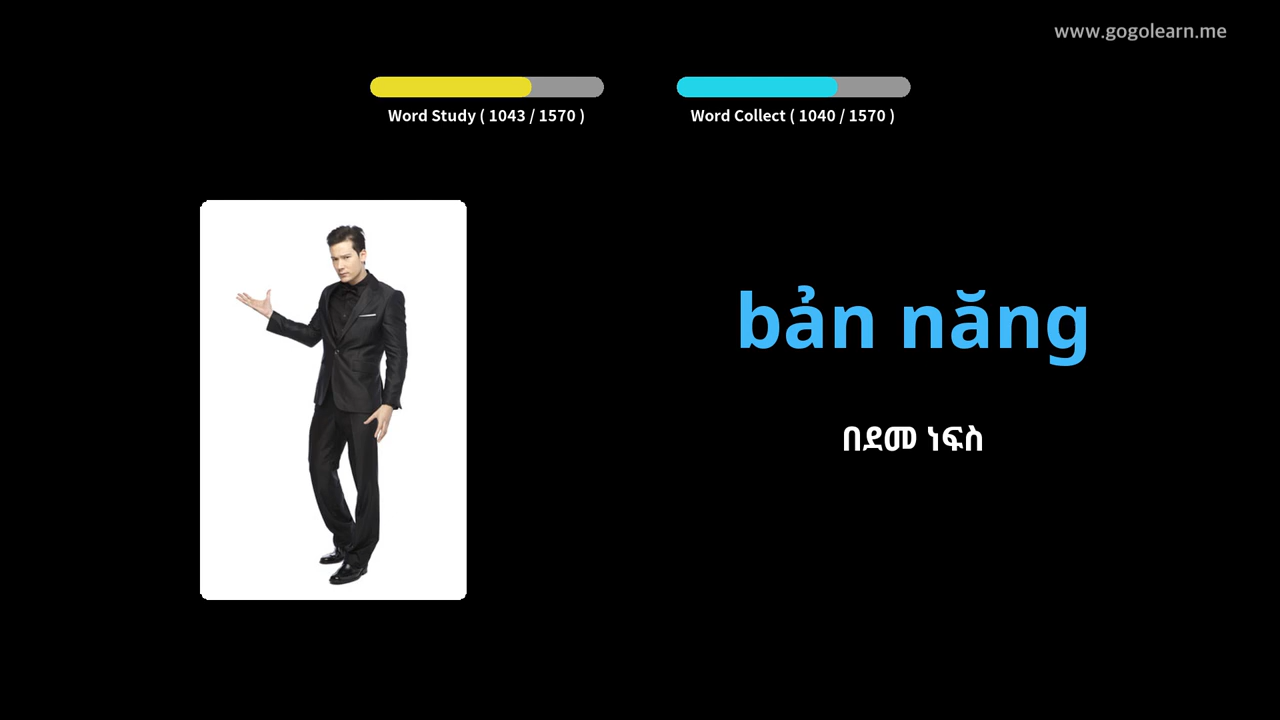 www.gogolearn.me
Word Study ( 1043 / 1570 )
Word Collect ( 1040 / 1570 )
bản năng
በደመ ነፍስ